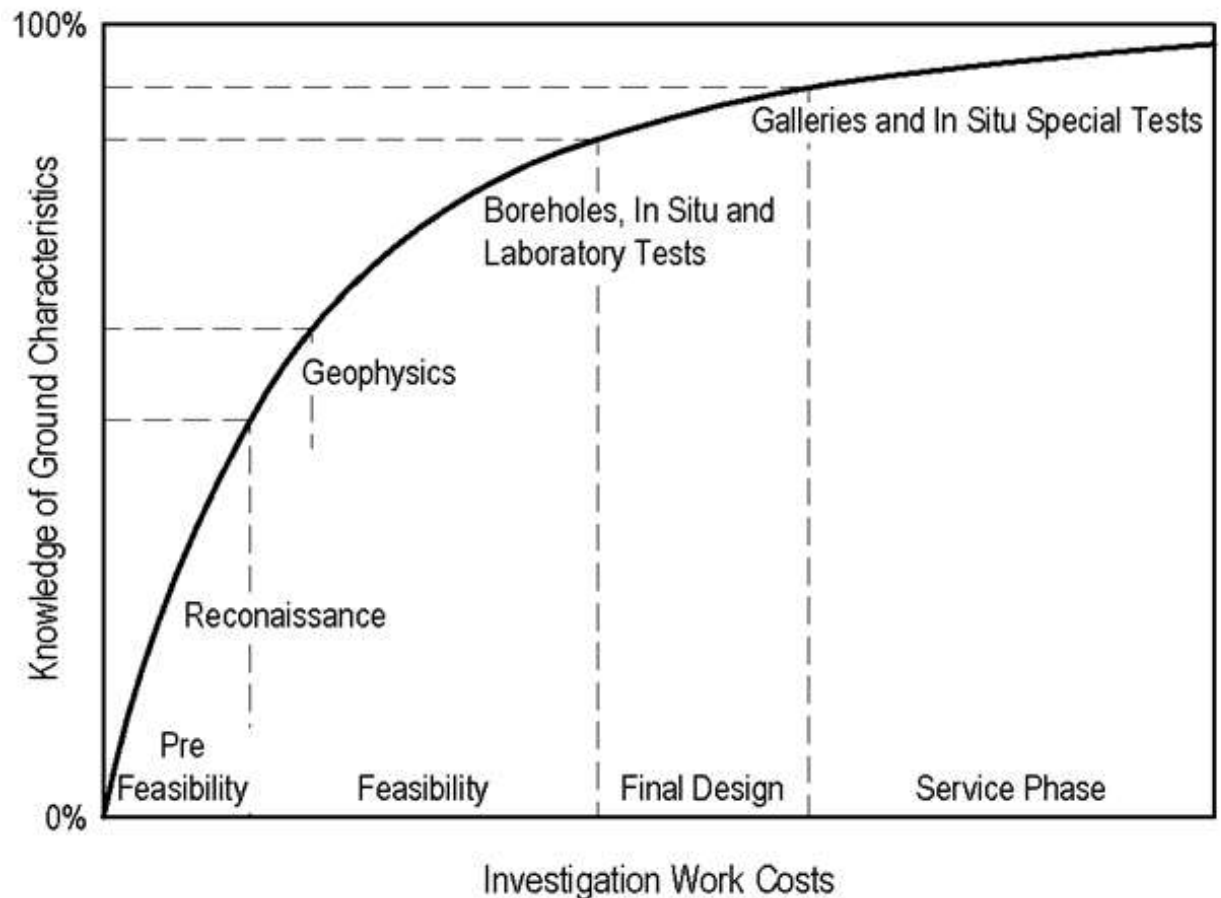 100%
Galleries and In Situ Special Tests
Boreholes, In Situ and
Laboratory Tests
Geophysics
Knowledge of Ground Characteristics
Reconaissance
Pre
Feasibility
Feasibility
Final Design
Service Phase
0%
Investigation Work Costs